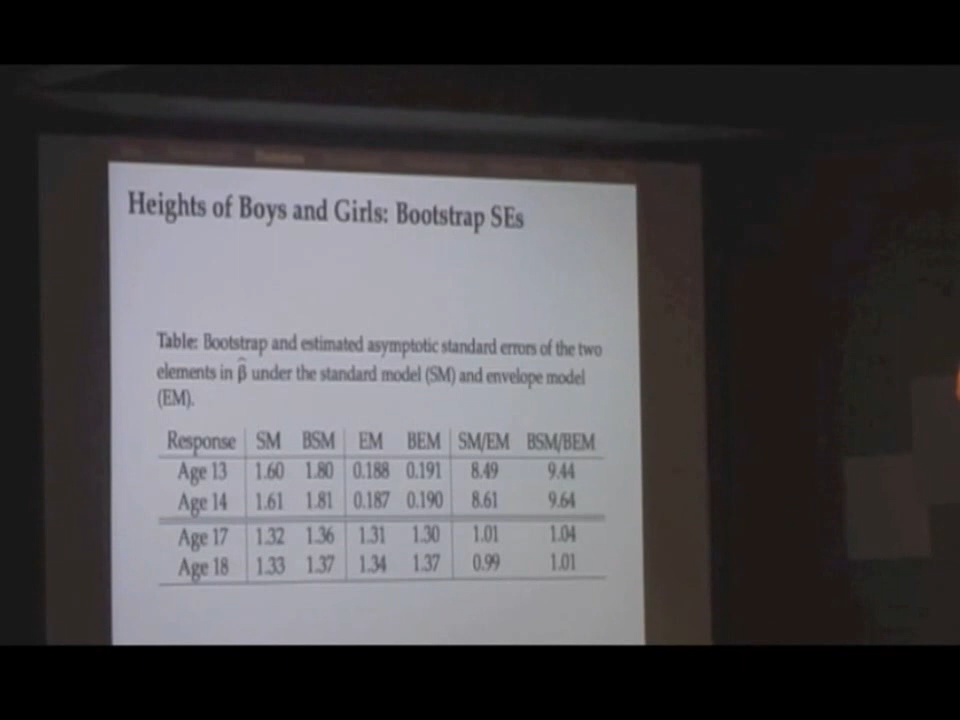 Heights of Boys and Girls: Bootstrap SEs
Table: Bootstrap and estimated asymptotic standard errors of the two
elements in β̂ under the standard model (SM) and envelope model
(EM).
Response SM BSM EM BEM SM/EM BSM/BEM
Age 13 1.60 1.80 0.188 0.191 8.49 9.44
Age 14 1.61 1.81 0.187 0.190 8.61 9.64
Age 17 1.32 1.36 1.31 1.30 1.01 1.04
Age 18 1.33 1.37 1.34 1.37 0.99 1.01